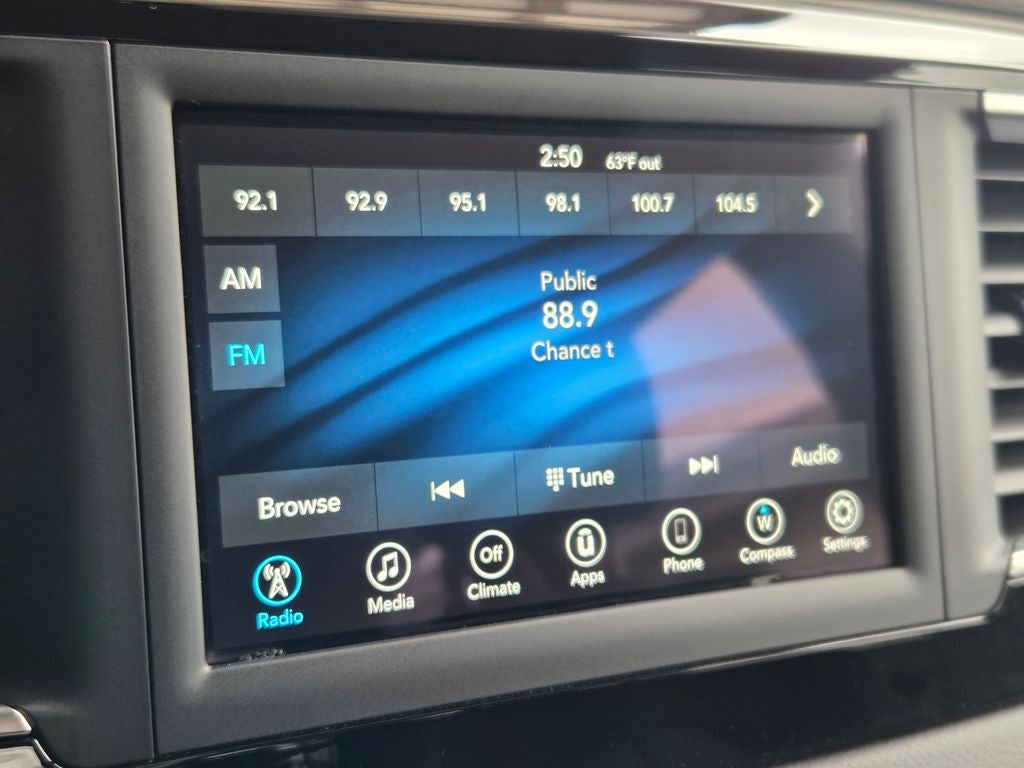 2:50 63°F out
92.1 92.9 95.1 98.1 100.7 104.5
AM
Public
88.9
FM
Chance t
Browse Tune Audio
Off W
Radio Media Climate Apps Phone Compass Settings